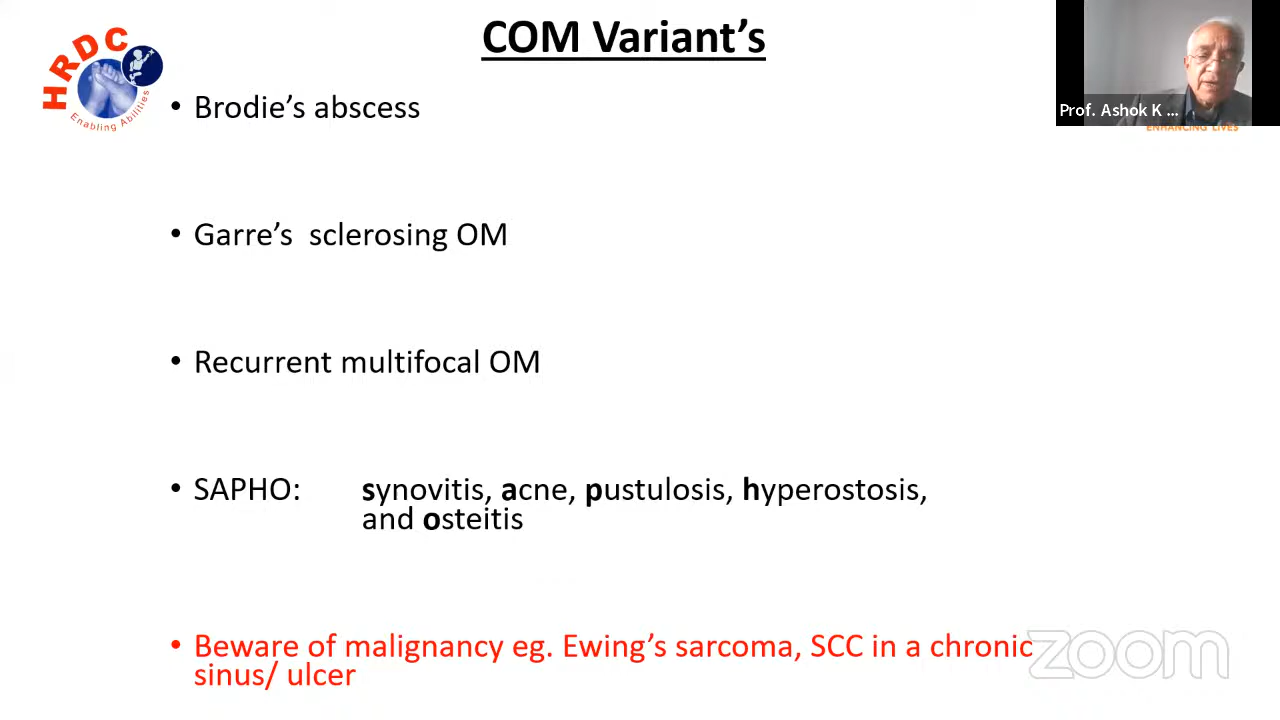 COM Variant's
HRDC
Enabling Abilities
Prof. Ashok K ...
ENHANCING LIVES
• Brodie's abscess
• Garre's  sclerosing OM
• Recurrent multifocal OM
• SAPHO: synovitis, acne, pustulosis, hyperostosis,
and osteitis
• Beware of malignancy eg. Ewing's sarcoma, SCC in a chronic
sinus/ ulcer
zoom